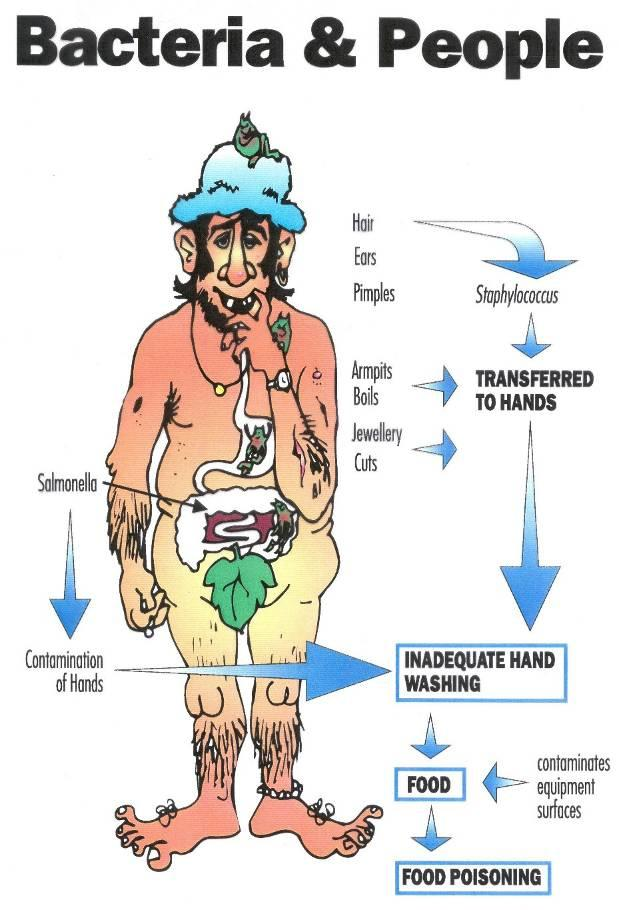 Bacteria & People
Hair
Ears
Pimples
Staphylococcus
Armpits
Boils
TRANSFERRED
TO HANDS
Jewellery
Cuts
Salmonella
Contamination
of Hands
INADEQUATE HAND
WASHING
FOOD
contaminates
equipment
surfaces
FOOD POISONING